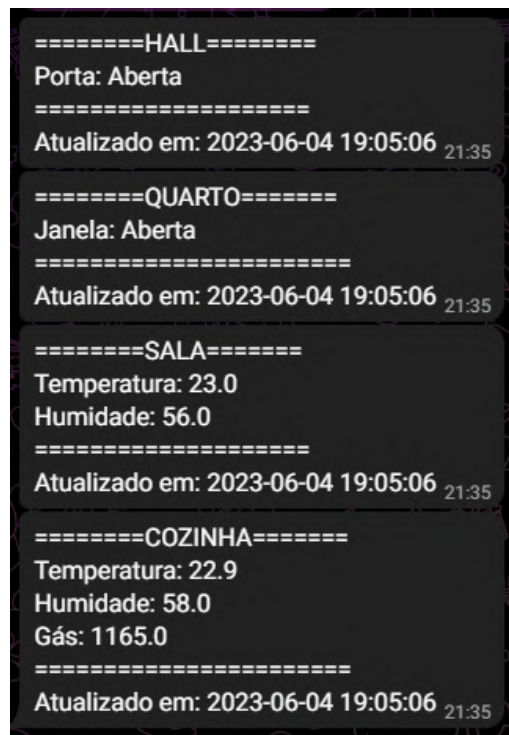 ========HALL========
Porta: Aberta
====================
Atualizado em: 2023-06-04 19:05:06 21:35
========QUARTO=======
Janela: Aberta
=======================
Atualizado em: 2023-06-04 19:05:06 21:35
========SALA=======
Temperatura: 23.0
Humidade: 56.0
====================
Atualizado em: 2023-06-04 19:05:06 21:35
========COZINHA=======
Temperatura: 22.9
Humidade: 58.0
Gás: 1165.0
=======================
Atualizado em: 2023-06-04 19:05:06 21:35